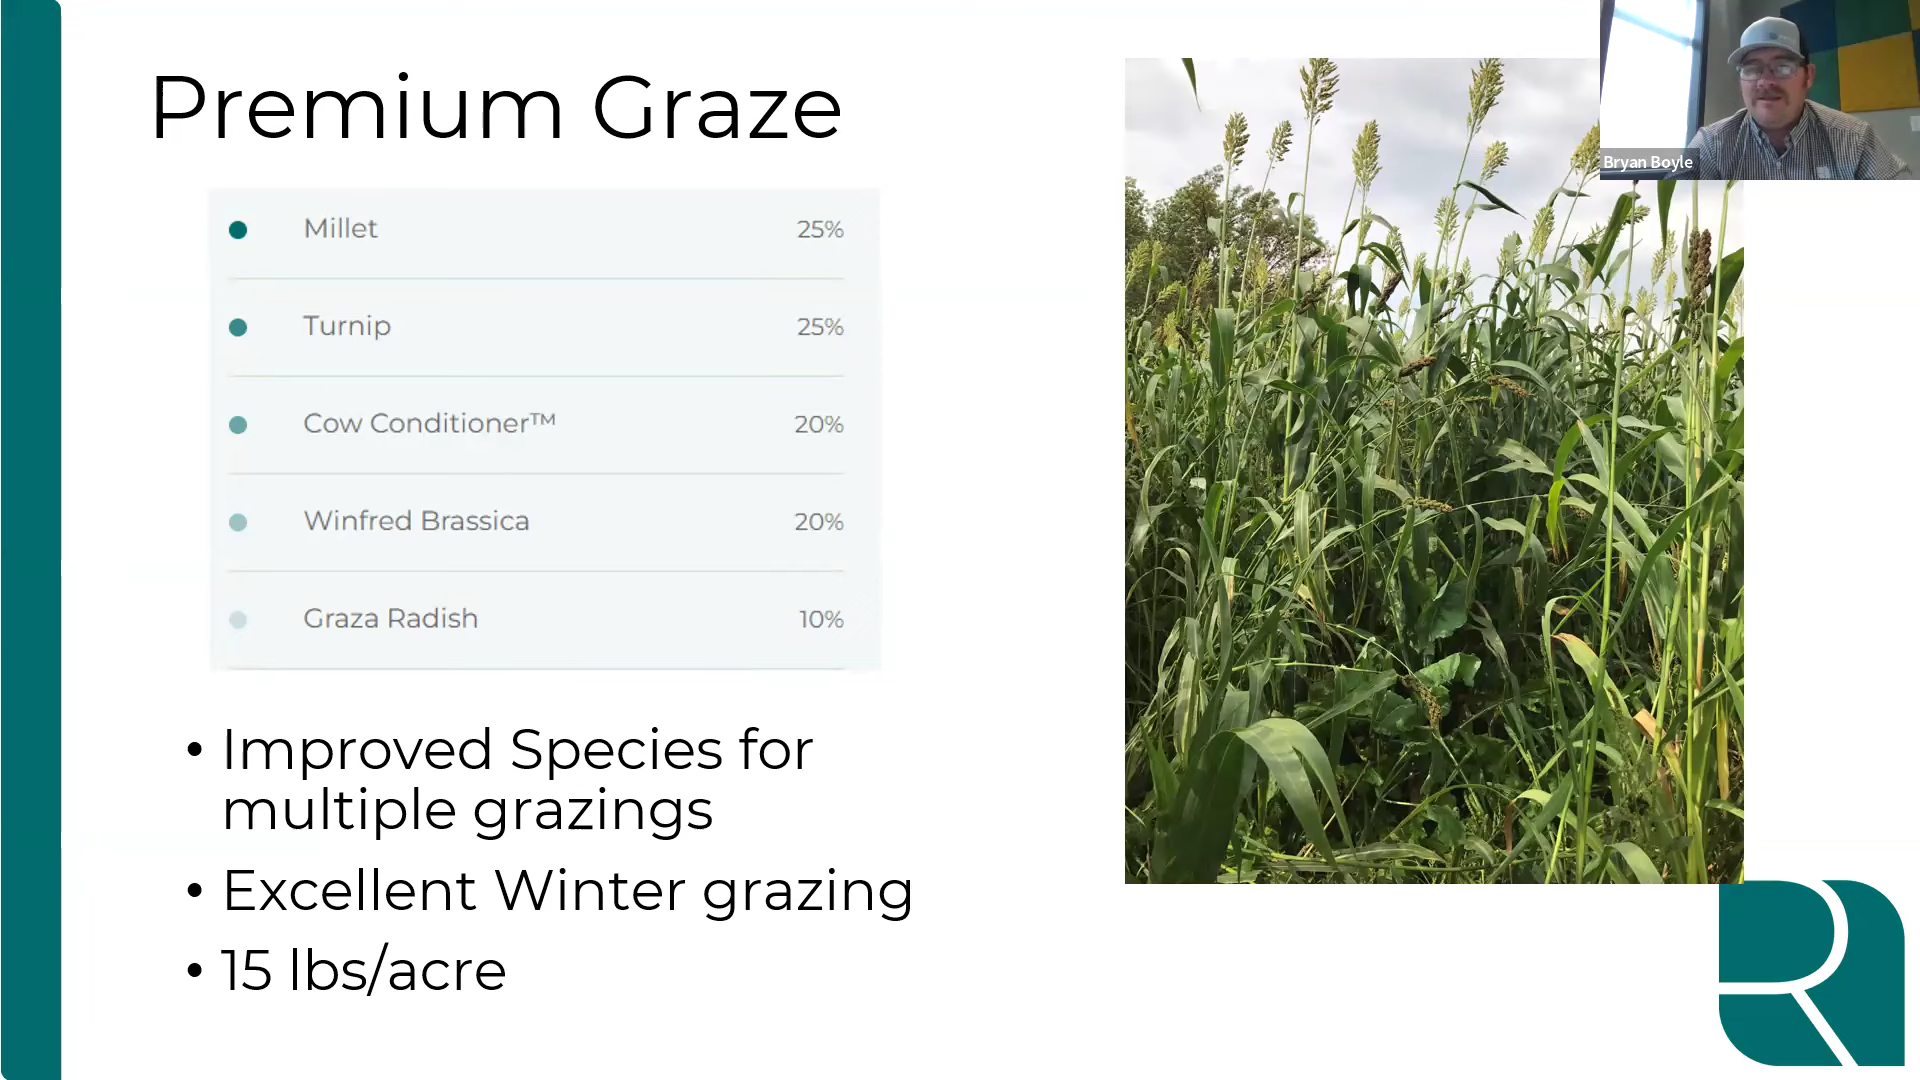 Premium Graze
Bryan Boyle
Millet 25%
Turnip 25%
Cow Conditioner™ 20%
Winfred Brassica 20%
Graza Radish 10%
• Improved Species for
multiple grazings
• Excellent Winter grazing
• 15 lbs/acre